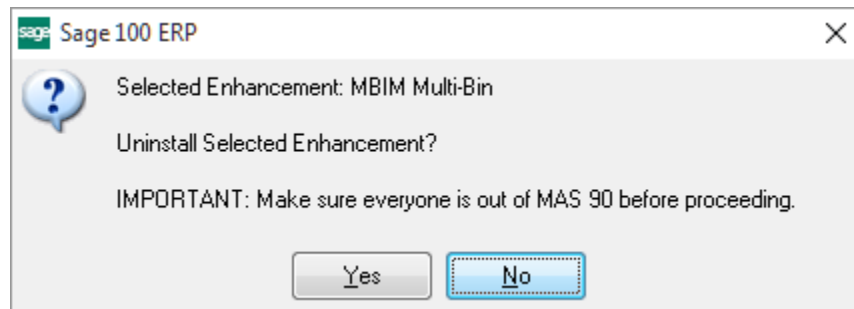 sage Sage 100 ERP
Selected Enhancement: MBIM Multi-Bin
Uninstall Selected Enhancement?
IMPORTANT: Make sure everyone is out of MAS 90 before proceeding.
Yes No